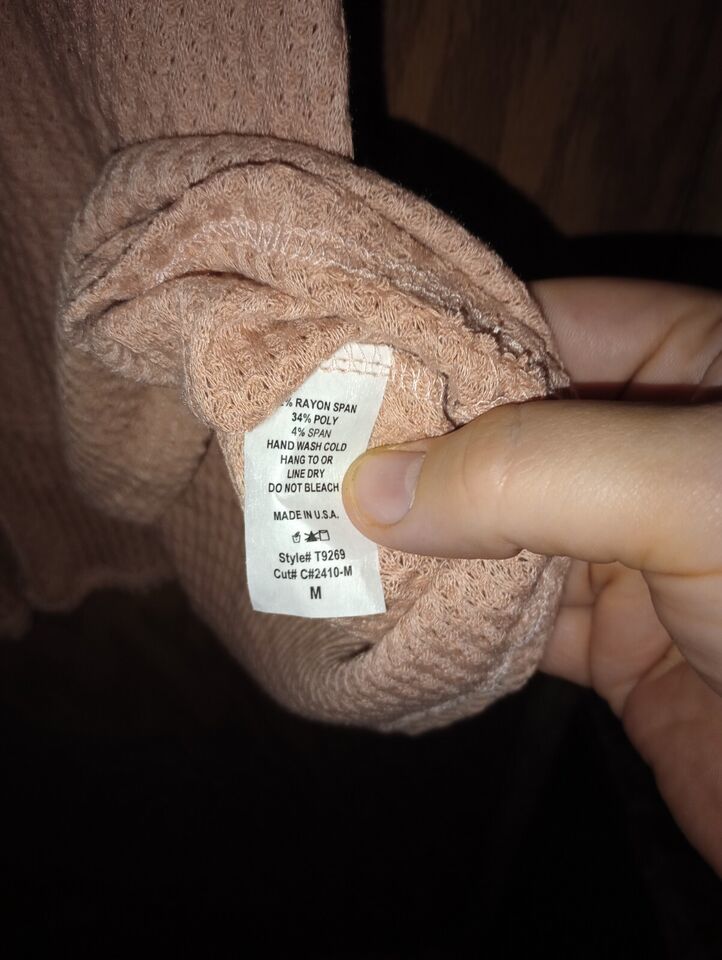 % RAYON SPAN
34% POLY
4% SPAN
HAND WASH COLD
HANG TO OR
LINE DRY
DO NOT BLEACH
MADE IN U.S.A.
Style# T9269
Cut# C#2410-M
M